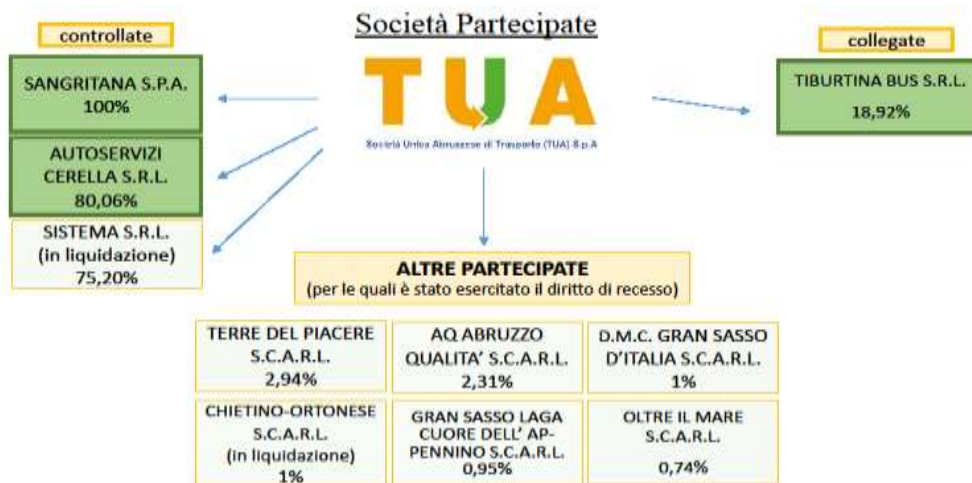 Società Partecipate
controllate
SANGRITANA S.P.A.
100%
AUTOSERVIZI
CERELLA S.R.L.
80,06%
SISTEMA S.R.L.
(in liquidazione)
75,20%
TUA
Società Unica Abruzzese di Trasporto (TUA) S.p.A
collegate
TIBURTINA BUS S.R.L.
18,92%
ALTRE PARTECIPATE
(per le quali è stato esercitato il diritto di recesso)
TERRE DEL PIACERE
S.C.A.R.L.
2,94%
AQ ABRUZZO
QUALITA' S.C.A.R.L.
2,31%
D.M.C. GRAN SASSO
D'ITALIA S.C.A.R.L.
1%
CHIETINO-ORTONESE
S.C.A.R.L.
(in liquidazione)
1%
GRAN SASSO LAGA
CUORE DELL' AP-
PENNINO S.C.A.R.L.
0,95%
OLTRE IL MARE
S.C.A.R.L.
0,74%